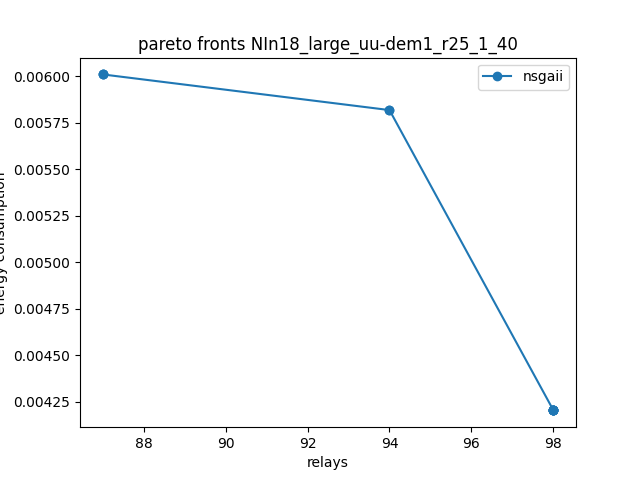 pareto fronts NIn18_large_uu-dem1_r25_1_40
nsgaii
0.00600
0.00575
0.00550
0.00525
0.00500
0.00475
0.00450
0.00425
energy consumption
88 90 92 94 96 98
relays